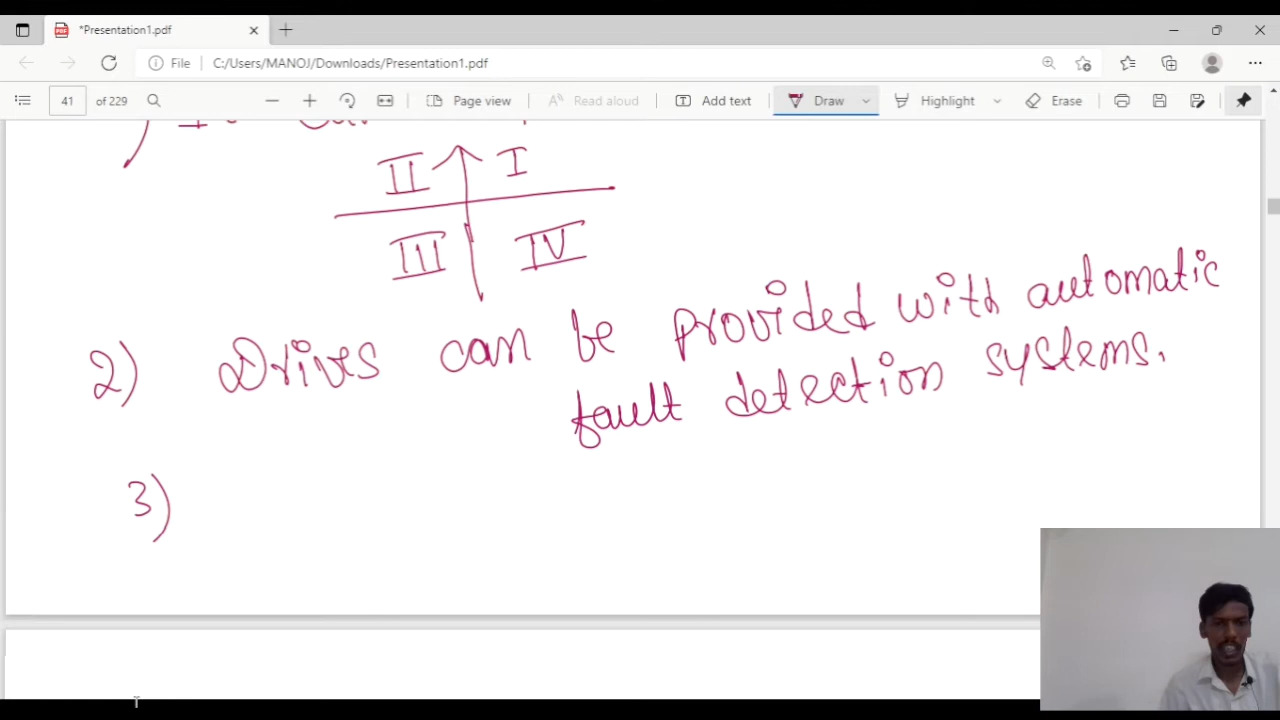 *Presentation1.pdf
File C:/Users/MANOJ/Downloads/Presentation1.pdf
41 of 229 Page view Read aloud Add text Draw Highlight Erase
II I
III IV
2) Drives can be provided with automatic
fault detection systems.
3)